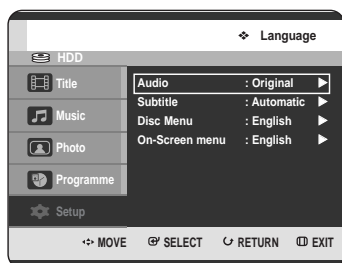 ❖ Language
HDD
Title
Music
Photo
Programme
Setup
Audio : Original ▶
Subtitle : Automatic ▶
Disc Menu : English ▶
On-Screen menu : English ▶
MOVE SELECT RETURN EXIT